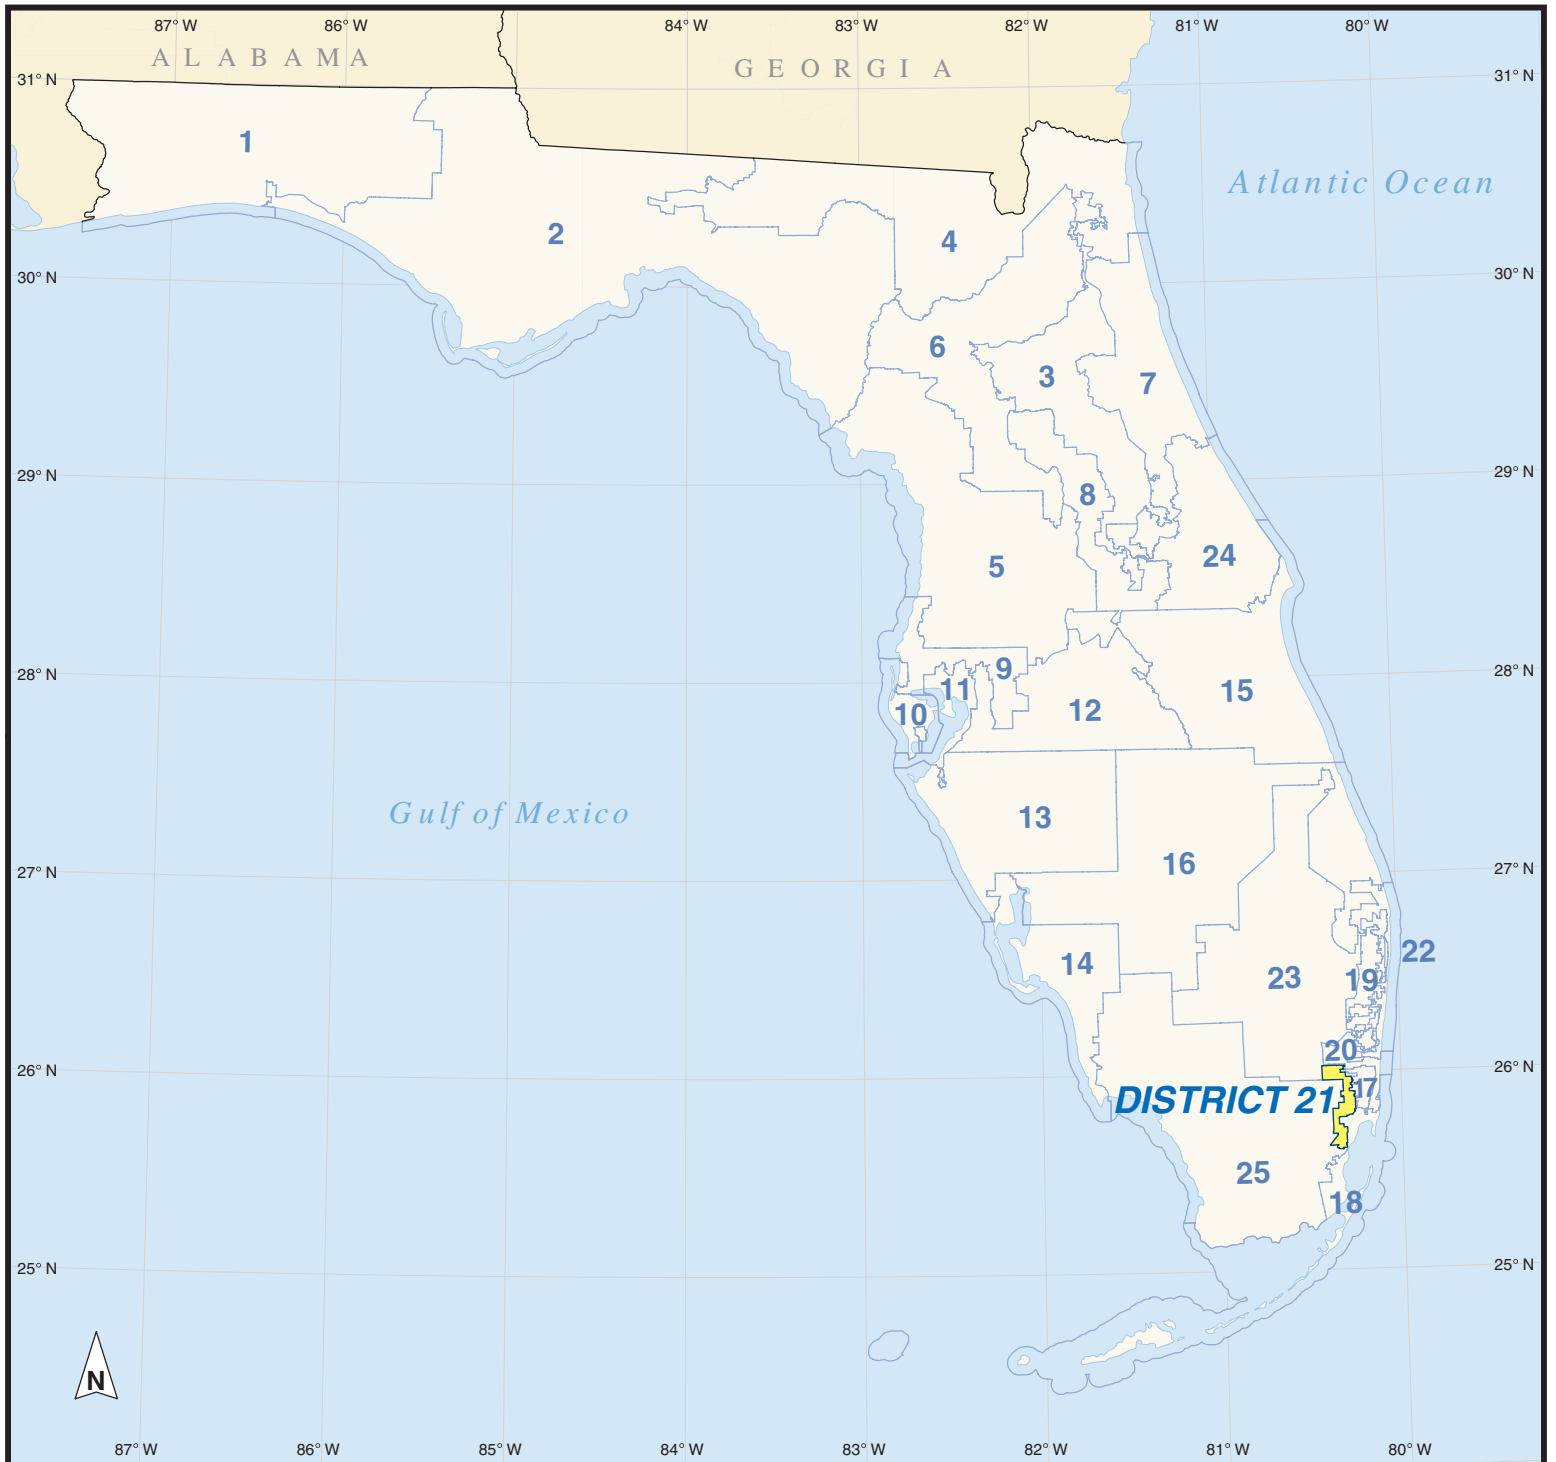 87° W 86° W 84° W 83° W 82° W 81° W 80° W
ALABAMA
GEORGIA
31° N 31° N
1
Atlantic Ocean
2 4
30° N 30° N
6 3 7
29° N 29° N
8
5 24
28° N 28° N
9
11 15
10 12
Gulf of Mexico 13
16
27° N 27° N
22
14 23 19
20
26° N 26° N
DISTRICT 21 17
25
18
25° N 25° N
N
87° W 86° W 85° W 84° W 83° W 82° W 81° W 80° W